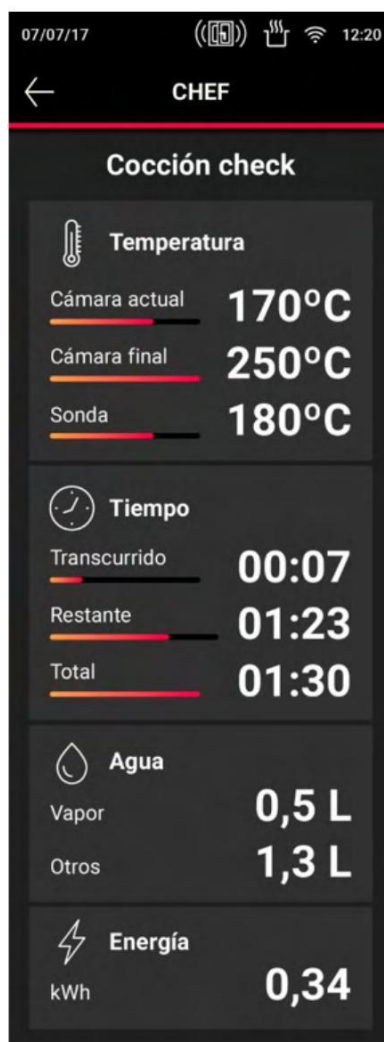 07/07/17 12:20
CHEF
Cocción check
Temperatura
Cámara actual 170ºC
Cámara final 250ºC
Sonda 180ºC
Tiempo
Transcurrido 00:07
Restante 01:23
Total 01:30
Agua
Vapor 0,5 L
Otros 1,3 L
Energía
kWh 0,34